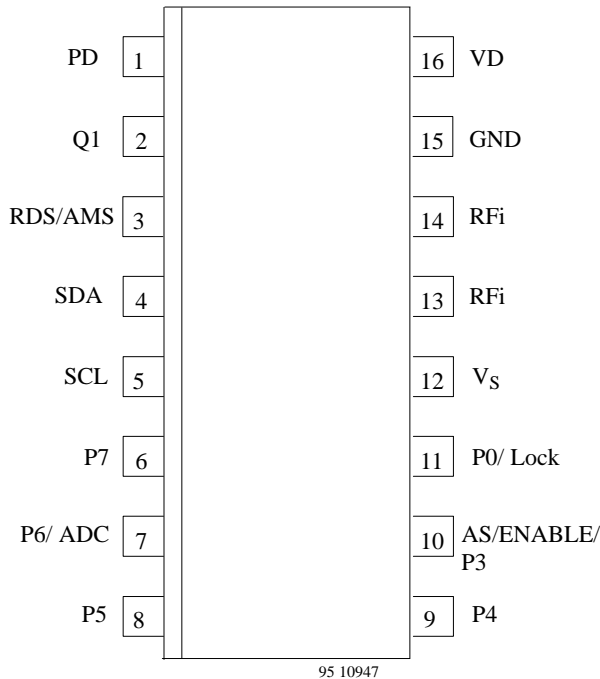 PD 1 16 VD
Q1 2 15 GND
RDS/AMS 3 14 RFi
SDA 4 13 RFi
SCL 5 12 VS
P7 6 11 P0/ Lock
P6/ ADC 7 10 AS/ENABLE/
P3
P5 8 9 P4
95 10947